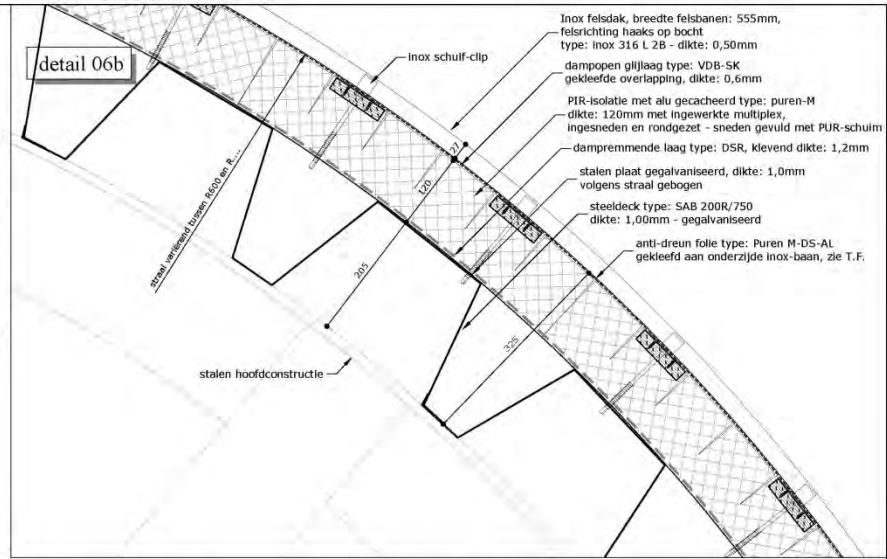 detail 06b
inox schuif-clip
Inox felsdak, breedte felsbanen: 555mm,
felsrichting haaks op bocht
type: inox 316 L 2B - dikte: 0,50mm
dampopen glijlaag type: VDB-SK
gekleefde overlapping, dikte: 0,6mm
PIR-isolatie met alu gecacheerd type: puren-M
dikte: 120mm met ingewerkte multiplex,
ingesneden en rondgezet - sneden gevuld met PUR-schuim
dampremmende laag type: DSR, klevend dikte: 1,2mm
stalen plaat gegalvaniseerd, dikte: 1,0mm
volgens straal gebogen
steeldeck type: SAB 200R/750
dikte: 1,00mm - gegalvaniseerd
anti-dreun folie type: Puren M-DS-AL
gekleefd aan onderzijde inox-baan, zie T.F.
27
120
205
325
straal variërend tussen R600 en R....
stalen hoofdconstructie